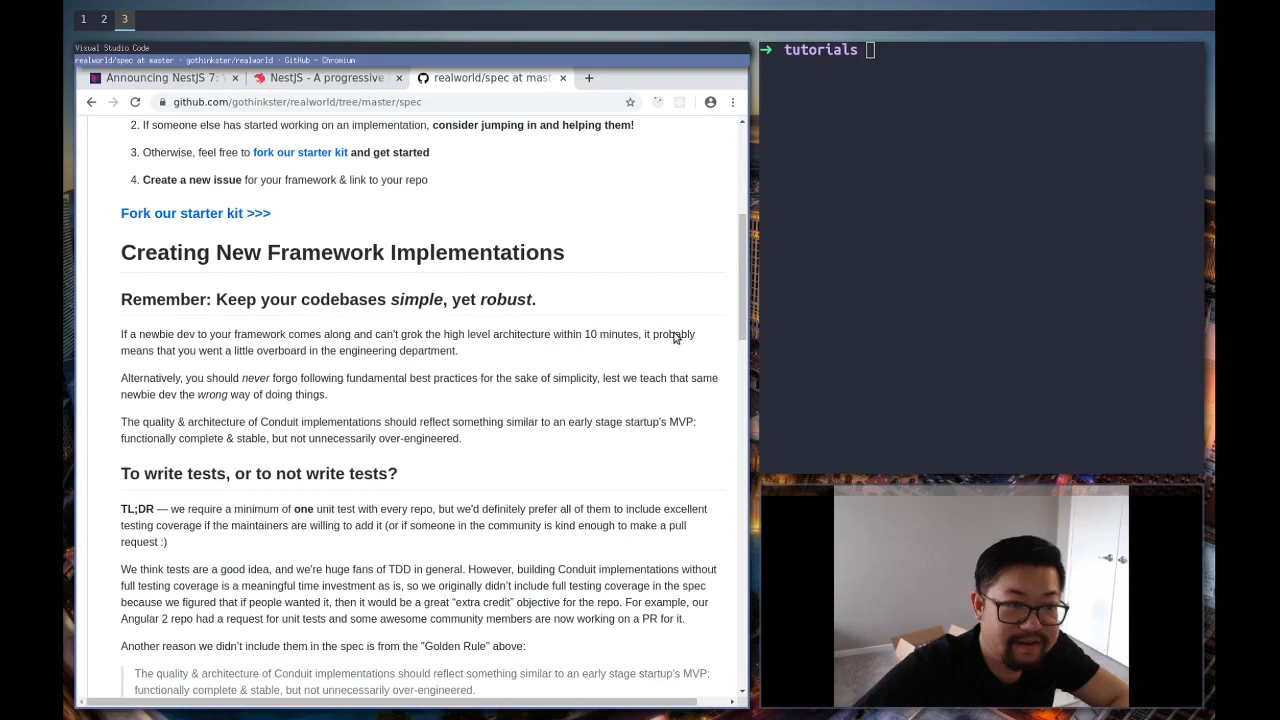 1 2 3
Visual Studio Code
realworld/spec at master · gothinkster/realworld · GitHub - Chromium
Announcing NestJS 7:
NestJS - A progressive
realworld/spec at mast
github.com/gothinkster/realworld/tree/master/spec
2. If someone else has started working on an implementation, consider jumping in and helping them!
3. Otherwise, feel free to fork our starter kit and get started
4. Create a new issue for your framework & link to your repo
Fork our starter kit >>>
Creating New Framework Implementations
Remember: Keep your codebases simple, yet robust.
If a newbie dev to your framework comes along and can't grok the high level architecture within 10 minutes, it probably
means that you went a little overboard in the engineering department.
Alternatively, you should never forgo following fundamental best practices for the sake of simplicity, lest we teach that same
newbie dev the wrong way of doing things.
The quality & architecture of Conduit implementations should reflect something similar to an early stage startup's MVP:
functionally complete & stable, but not unnecessarily over-engineered.
To write tests, or to not write tests?
TL;DR — we require a minimum of one unit test with every repo, but we'd definitely prefer all of them to include excellent
testing coverage if the maintainers are willing to add it (or if someone in the community is kind enough to make a pull
request :)
We think tests are a good idea, and we're huge fans of TDD in general. However, building Conduit implementations without
full testing coverage is a meaningful time investment as is, so we originally didn't include full testing coverage in the spec
because we figured that if people wanted it, then it would be a great “extra credit” objective for the repo. For example, our
Angular 2 repo had a request for unit tests and some awesome community members are now working on a PR for it.
Another reason we didn't include them in the spec is from the "Golden Rule" above:
The quality & architecture of Conduit implementations should reflect something similar to an early stage startup's MVP:
functionally complete & stable, but not unnecessarily over-engineered.
→ tutorials